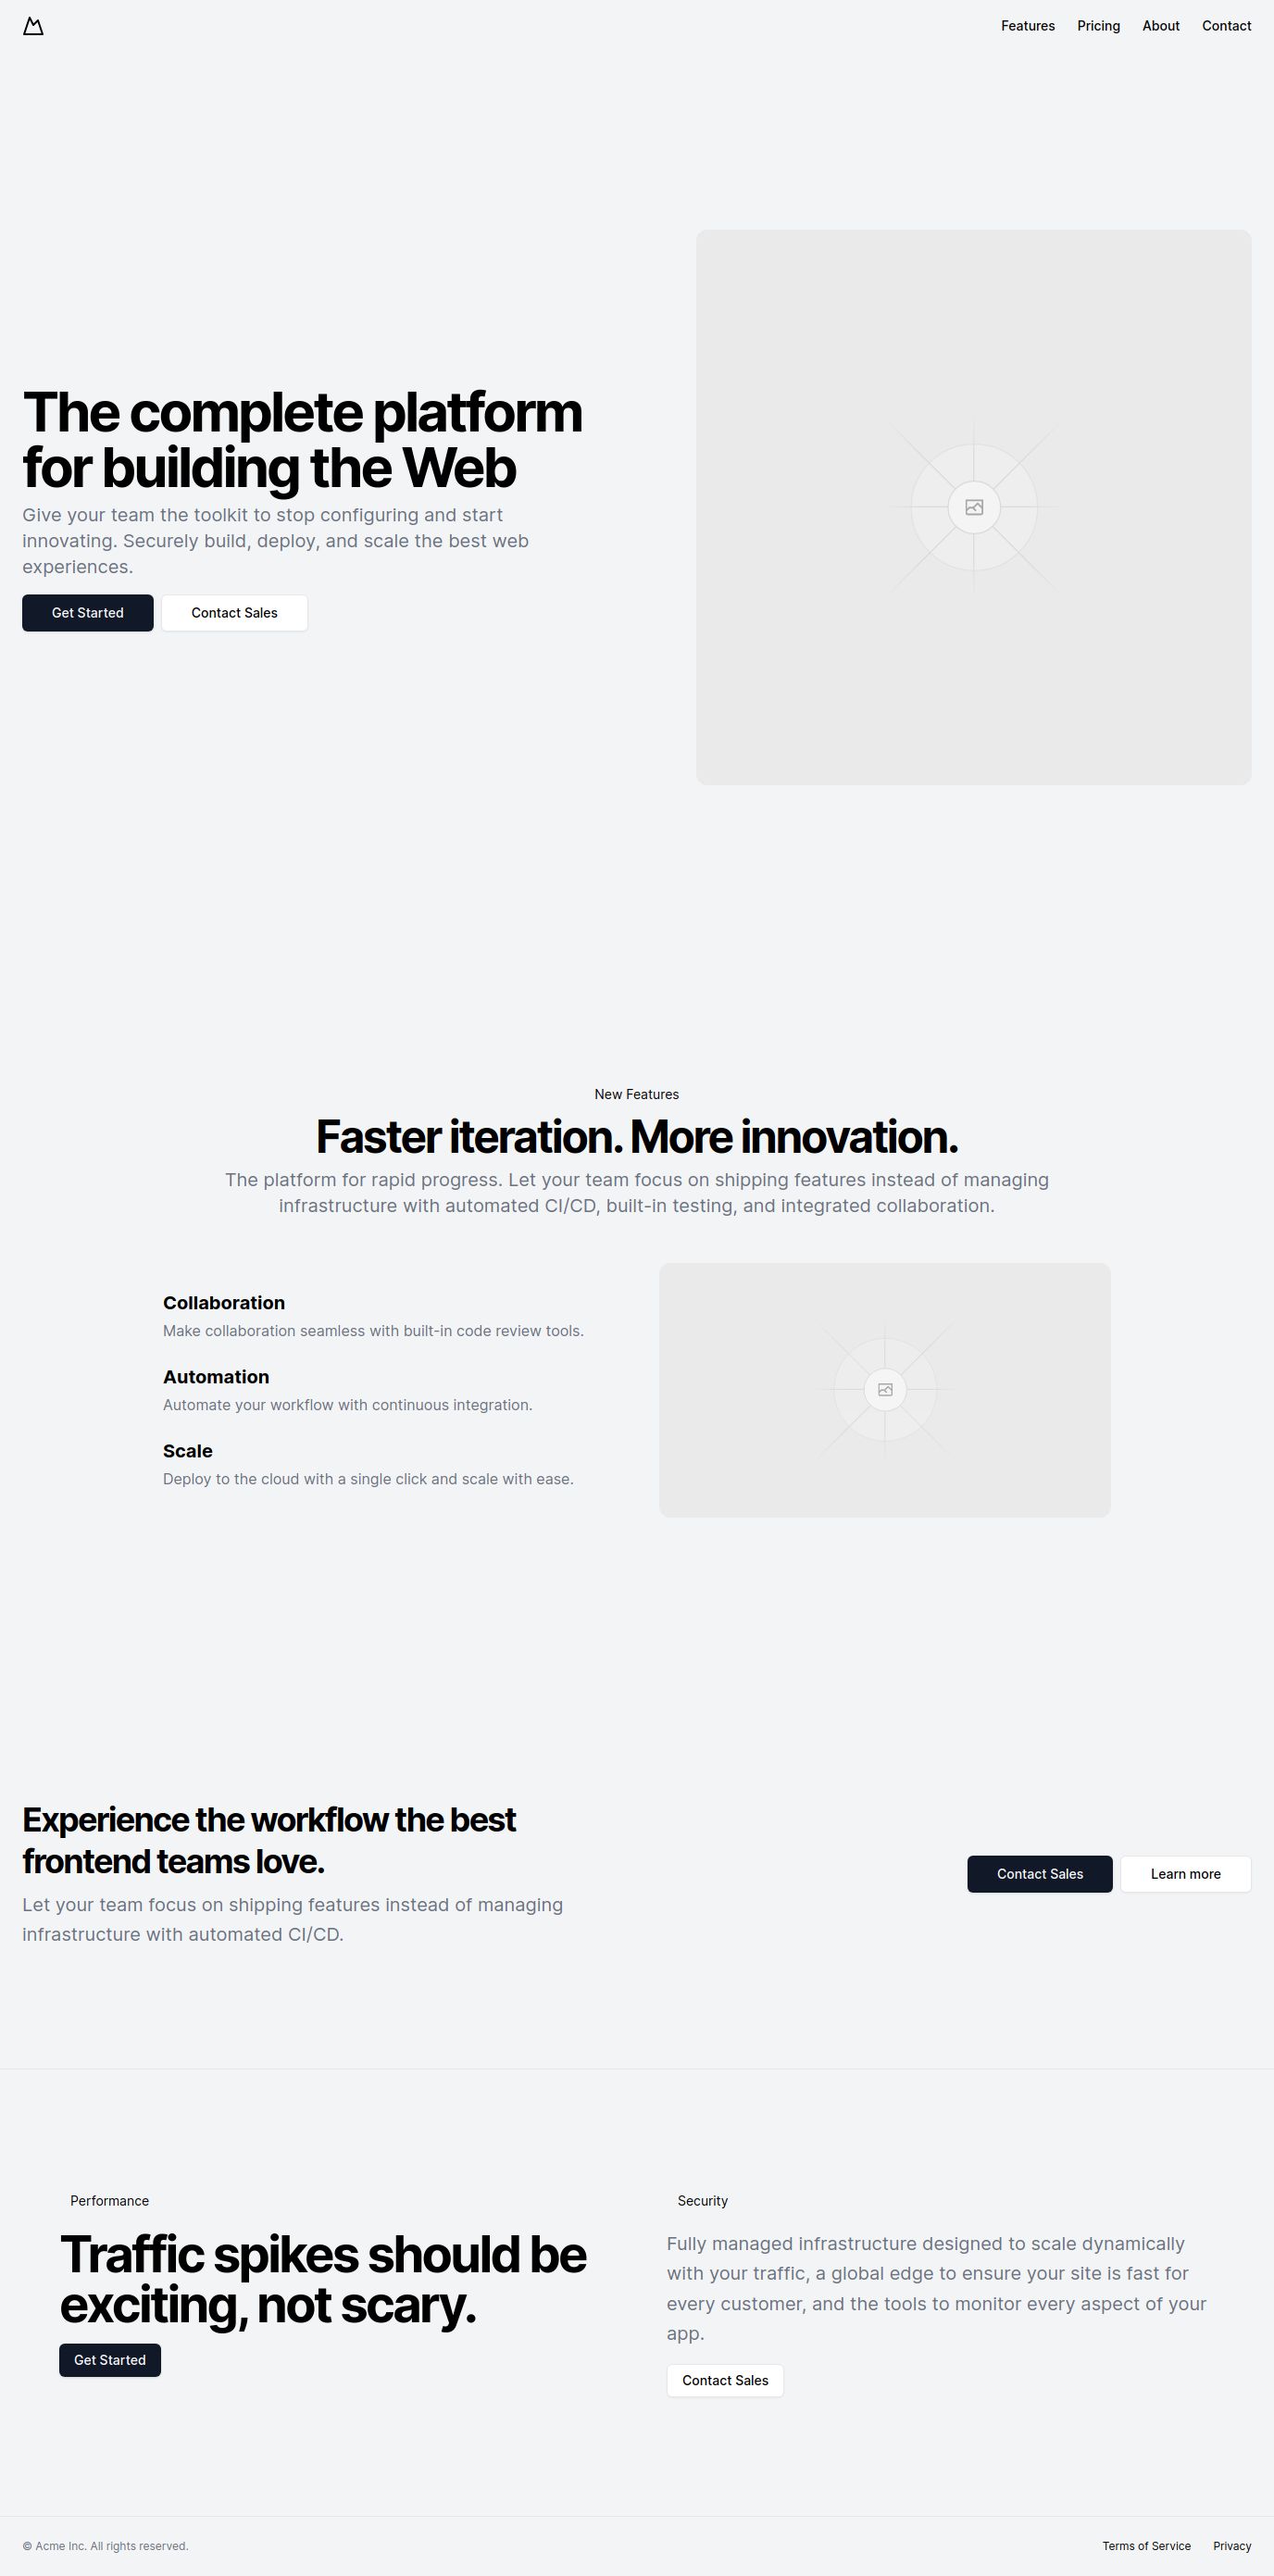 Features Pricing About Contact
The complete platform
for building the Web
Give your team the toolkit to stop configuring and start
innovating. Securely build, deploy, and scale the best web
experiences.
Get Started Contact Sales
New Features
Faster iteration. More innovation.
The platform for rapid progress. Let your team focus on shipping features instead of managing
infrastructure with automated CI/CD, built-in testing, and integrated collaboration.
Collaboration
Make collaboration seamless with built-in code review tools.
Automation
Automate your workflow with continuous integration.
Scale
Deploy to the cloud with a single click and scale with ease.
Experience the workflow the best
frontend teams love.
Let your team focus on shipping features instead of managing
infrastructure with automated CI/CD.
Contact Sales Learn more
Performance
Traffic spikes should be
exciting, not scary.
Get Started
Security
Fully managed infrastructure designed to scale dynamically
with your traffic, a global edge to ensure your site is fast for
every customer, and the tools to monitor every aspect of your
app.
Contact Sales
© Acme Inc. All rights reserved.
Terms of Service Privacy